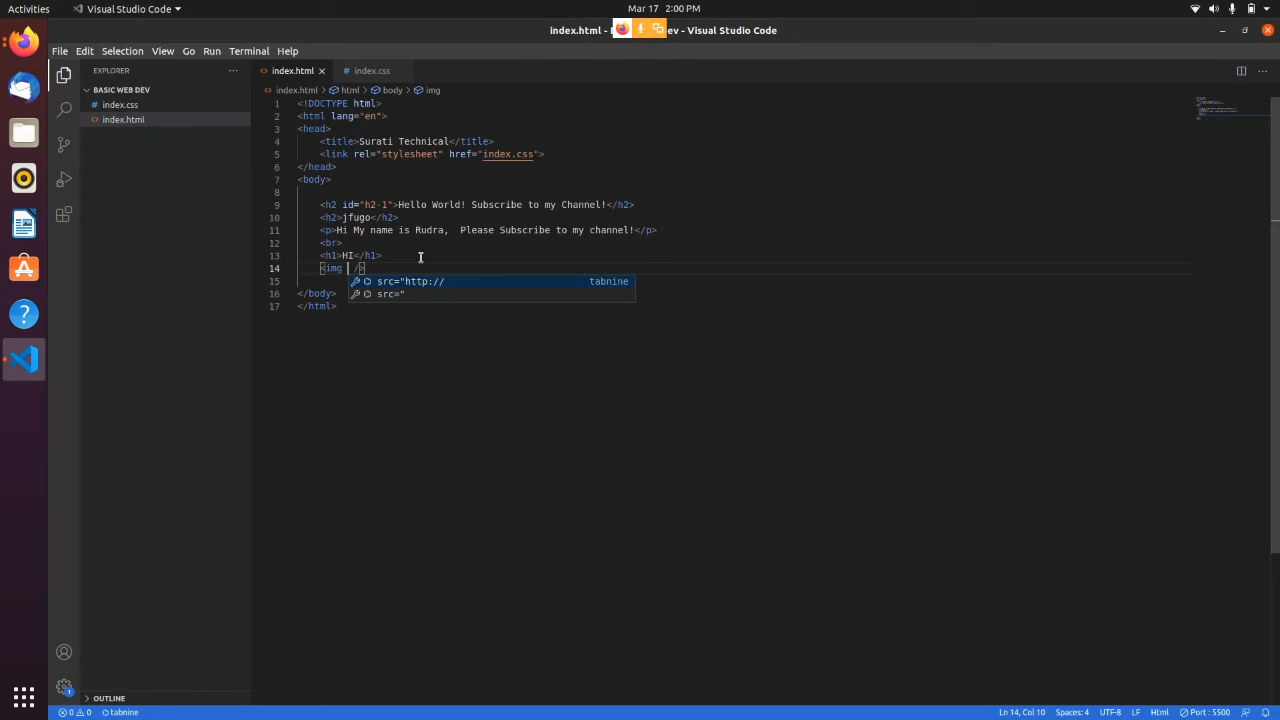 Activities
Visual Studio Code
Mar 17 2:00 PM
index.html - ev - Visual Studio Code
File Edit Selection View Go Run Terminal Help
EXPLORER
index.html
index.css
BASIC WEB DEV
index.html > html > body > img
index.css
index.html
1 <!DOCTYPE html>
2 <html lang="en">
3 <head>
4 <title>Surati Technical</title>
5 <link rel="stylesheet" href="index.css">
6 </head>
7 <body>
8
9 <h2 id="h2-1">Hello World! Subscribe to my Channel!</h2>
10 <h2>jfugo</h2>
11 <p>Hi My name is Rudra,  Please Subscribe to my channel!</p>
12 <br>
13 <h1>HI</h1>
14 <img />
src="http:// tabnine
15 src="
16 </body>
17 </html>
OUTLINE
1
0 0 tabnine
Ln 14, Col 10 Spaces: 4 UTF-8 LF Html Port : 5500